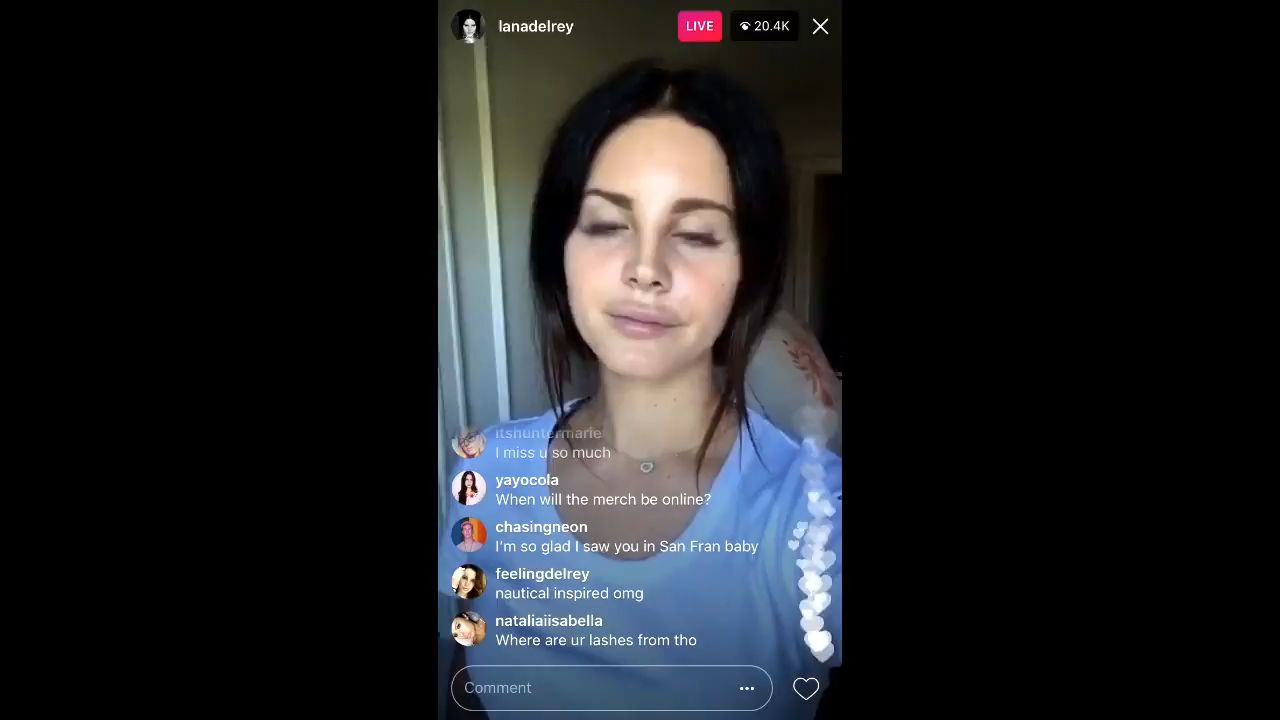 lanadelrey
LIVE
20.4K
itshuntermarie
I miss u so much
yayocola
When will the merch be online?
chasingneon
I'm so glad I saw you in San Fran baby
feelingdelrey
nautical inspired omg
nataliaiisabella
Where are ur lashes from tho
Comment